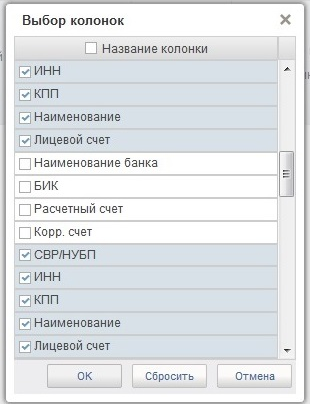 Выбор колонок
Название колонки
ИНН
КПП
Наименование
Лицевой счет
Наименование банка
БИК
Расчетный счет
Корр. счет
СВР/НУБП
ИНН
КПП
Наименование
Лицевой счет
OK
Сбросить
Отмена